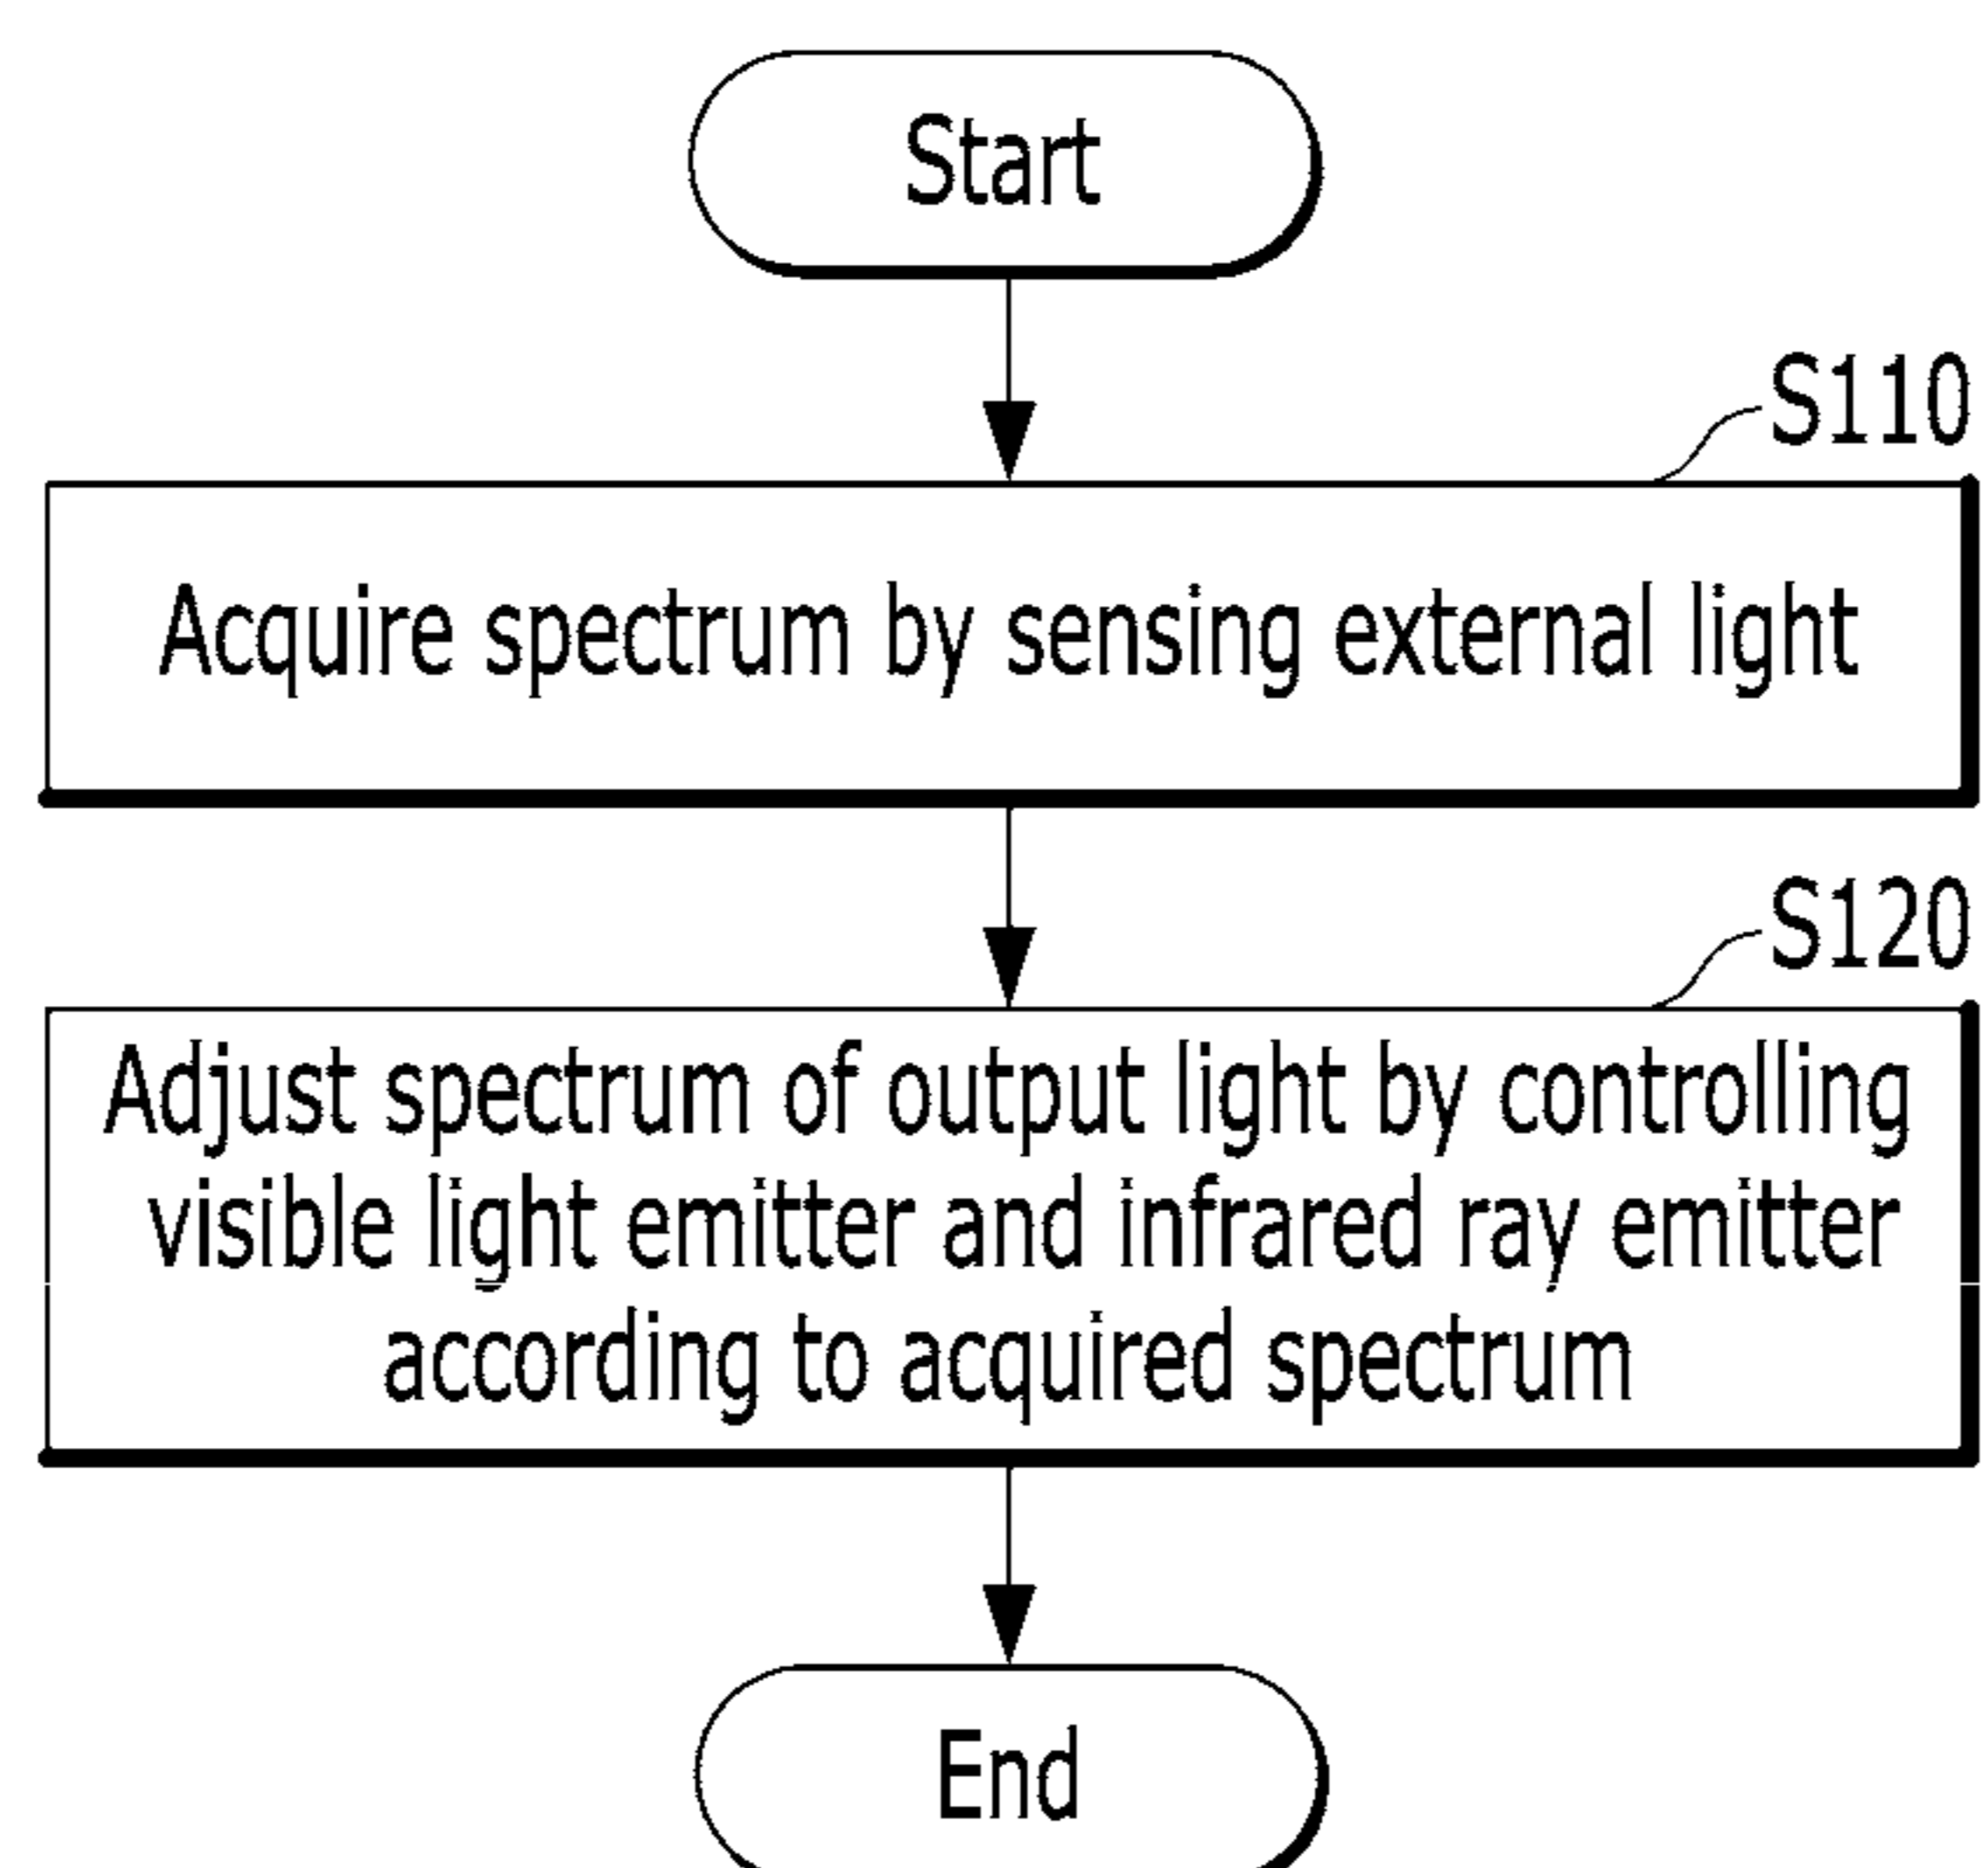 Start
S110
Acquire spectrum by sensing external light
S120
Adjust spectrum of output light by controlling
visible light emitter and infrared ray emitter
according to acquired spectrum
End